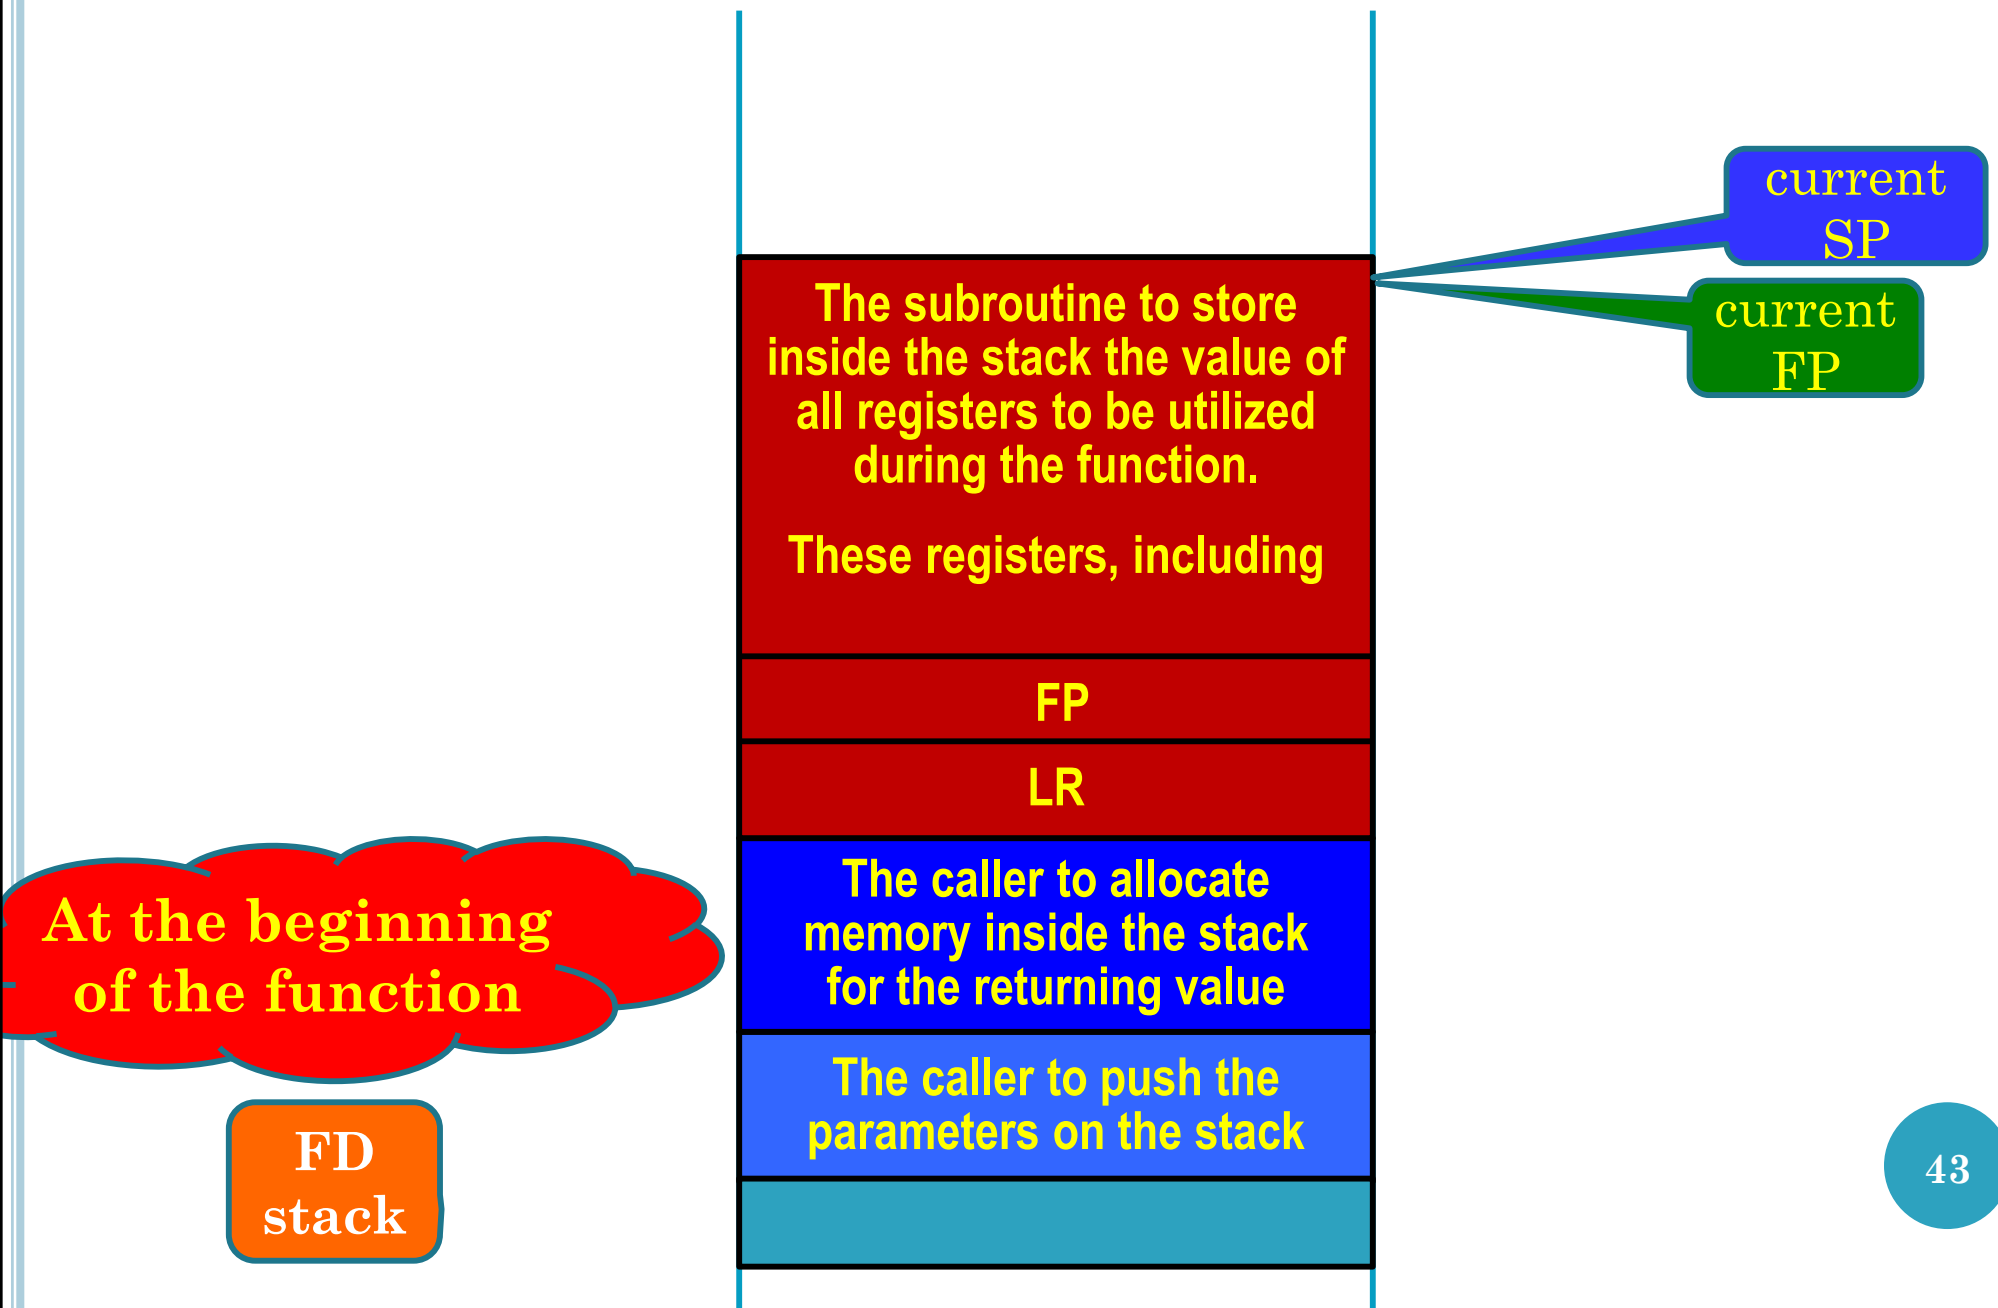 current
SP
current
FP
The subroutine to store
inside the stack the value of
all registers to be utilized
during the function.
These registers, including
FP
LR
The caller to allocate
memory inside the stack
for the returning value
The caller to push the
parameters on the stack
At the beginning
of the function
FD
stack
43